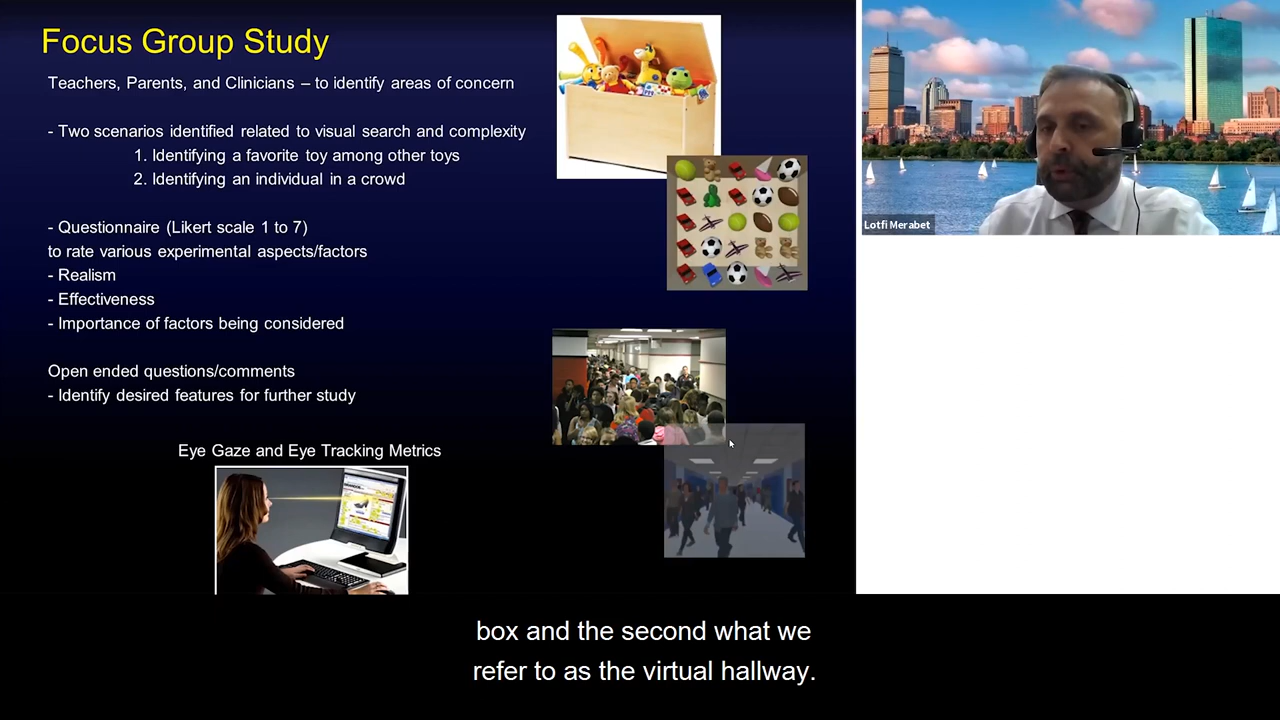 Focus Group Study
Teachers, Parents, and Clinicians – to identify areas of concern
- Two scenarios identified related to visual search and complexity
1. Identifying a favorite toy among other toys
2. Identifying an individual in a crowd
- Questionnaire (Likert scale 1 to 7)
to rate various experimental aspects/factors
- Realism
- Effectiveness
- Importance of factors being considered
Open ended questions/comments
- Identify desired features for further study
Eye Gaze and Eye Tracking Metrics
Lotfi Merabet
box and the second what we
refer to as the virtual hallway.